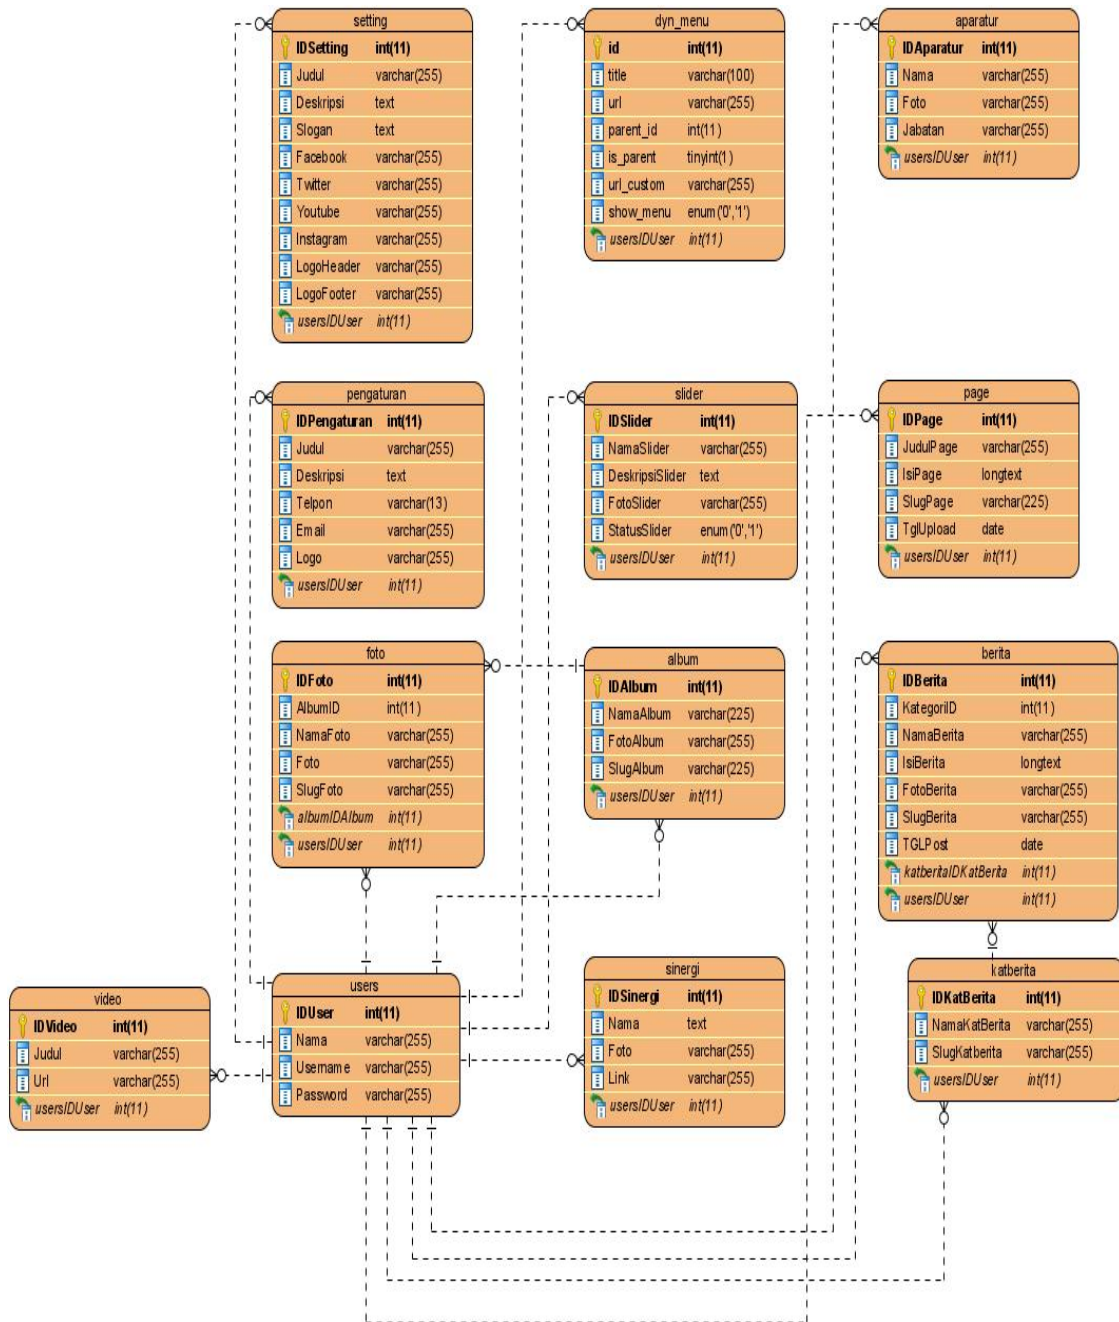 setting
IDSetting int(11)
Judul varchar(255)
Deskripsi text
Slogan text
Facebook varchar(255)
Twitter varchar(255)
Youtube varchar(255)
Instagram varchar(255)
LogoHeader varchar(255)
LogoFooter varchar(255)
usersIDUser int(11)
dyn_menu
id int(11)
title varchar(100)
url varchar(255)
parent_id int(11)
is_parent tinyint(1)
url_custom varchar(255)
show_menu enum('0','1')
usersIDUser int(11)
aparatur
IDAparatur int(11)
Nama varchar(255)
Foto varchar(255)
Jabatan varchar(255)
usersIDUser int(11)
pengaturan
IDPengaturan int(11)
Judul varchar(255)
Deskripsi text
Telpon varchar(13)
Email varchar(255)
Logo varchar(255)
usersIDUser int(11)
slider
IDSlider int(11)
NamaSlider varchar(255)
DeskripsiSlider text
FotoSlider varchar(255)
StatusSlider enum('0','1')
usersIDUser int(11)
page
IDPage int(11)
JudulPage varchar(255)
IsiPage longtext
SlugPage varchar(225)
TglUpload date
usersIDUser int(11)
foto
IDFoto int(11)
AlbumID int(11)
NamaFoto varchar(255)
Foto varchar(255)
SlugFoto varchar(255)
albumIDAlbum int(11)
usersIDUser int(11)
album
IDAlbum int(11)
NamaAlbum varchar(225)
FotoAlbum varchar(255)
SlugAlbum varchar(225)
usersIDUser int(11)
berita
IDBerita int(11)
KategoriID int(11)
NamaBerita varchar(255)
IsiBerita longtext
FotoBerita varchar(255)
SlugBerita varchar(255)
TGLPost date
katberitaIDKatBerita int(11)
usersIDUser int(11)
video
IDVideo int(11)
Judul varchar(255)
Url varchar(255)
usersIDUser int(11)
users
IDUser int(11)
Nama varchar(255)
Username varchar(255)
Password varchar(255)
sinergi
IDSinergi int(11)
Nama text
Foto varchar(255)
Link varchar(255)
usersIDUser int(11)
katberita
IDKatBerita int(11)
NamaKatBerita varchar(255)
SlugKatberita varchar(255)
usersIDUser int(11)